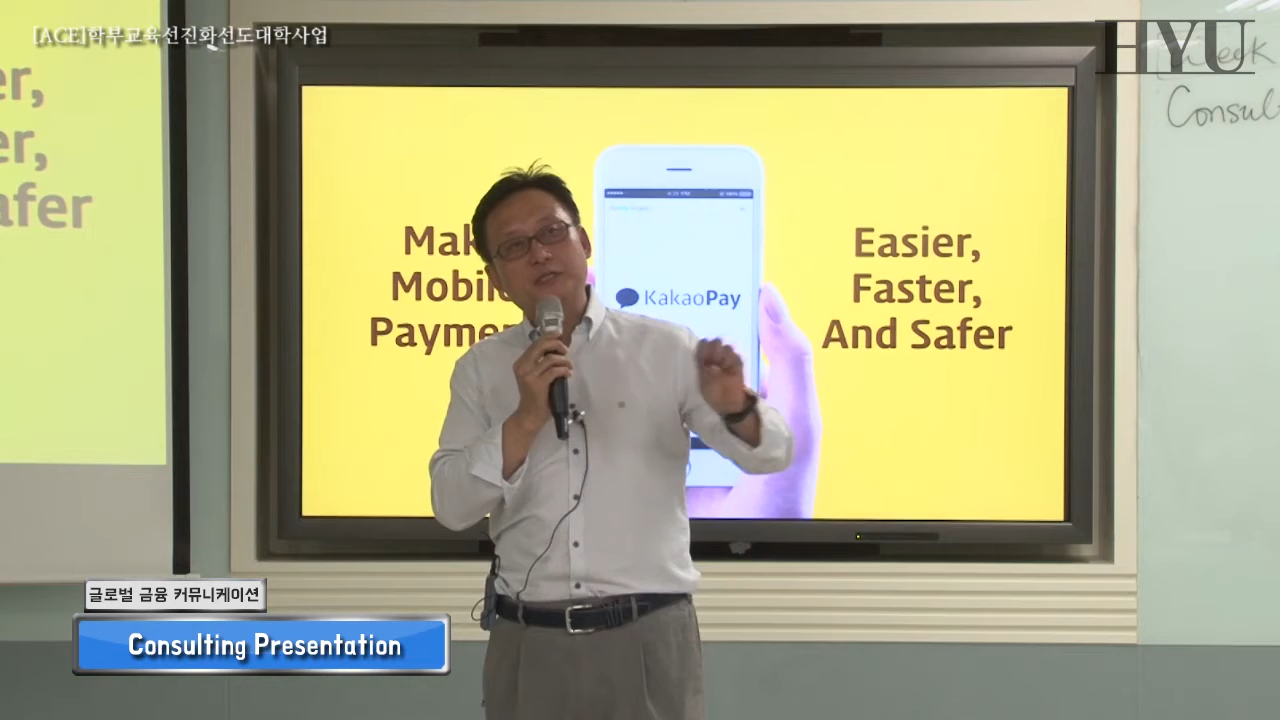 [ACE]학부교육선진화선도대학사업
HYU
er,
er,
afer
Consul
Mak
Mobile
Paymen
KakaoPay
Easier,
Faster,
And Safer
글로벌 금융 커뮤니케이션
Consulting Presentation